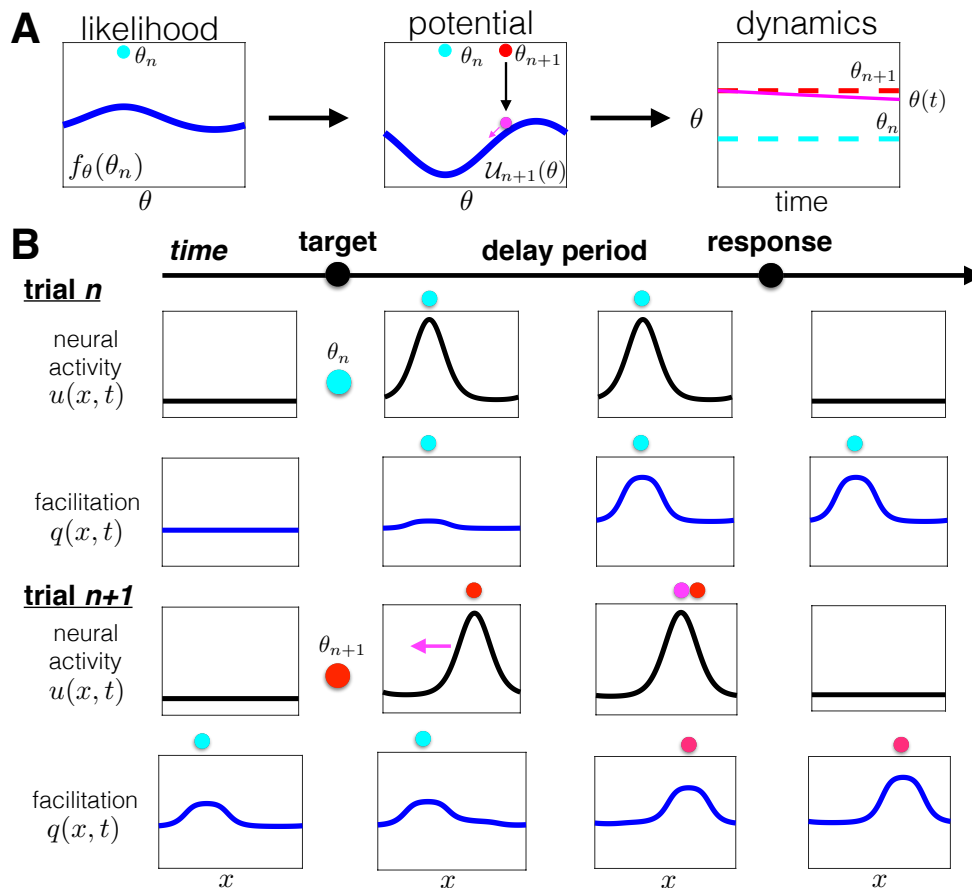 A
likelihood
potential
dynamics
θₙ
θₙ
θₙ₊₁
θₙ₊₁
θ(t)
θ
θₙ
f_θ(θₙ)
𝒰ₙ₊₁(θ)
θ
θ
time
B
time
target
delay period
response
trial n
neural
activity
u(x, t)
θₙ
facilitation
q(x, t)
trial n+1
neural
activity
u(x, t)
θₙ₊₁
facilitation
q(x, t)
x
x
x
x